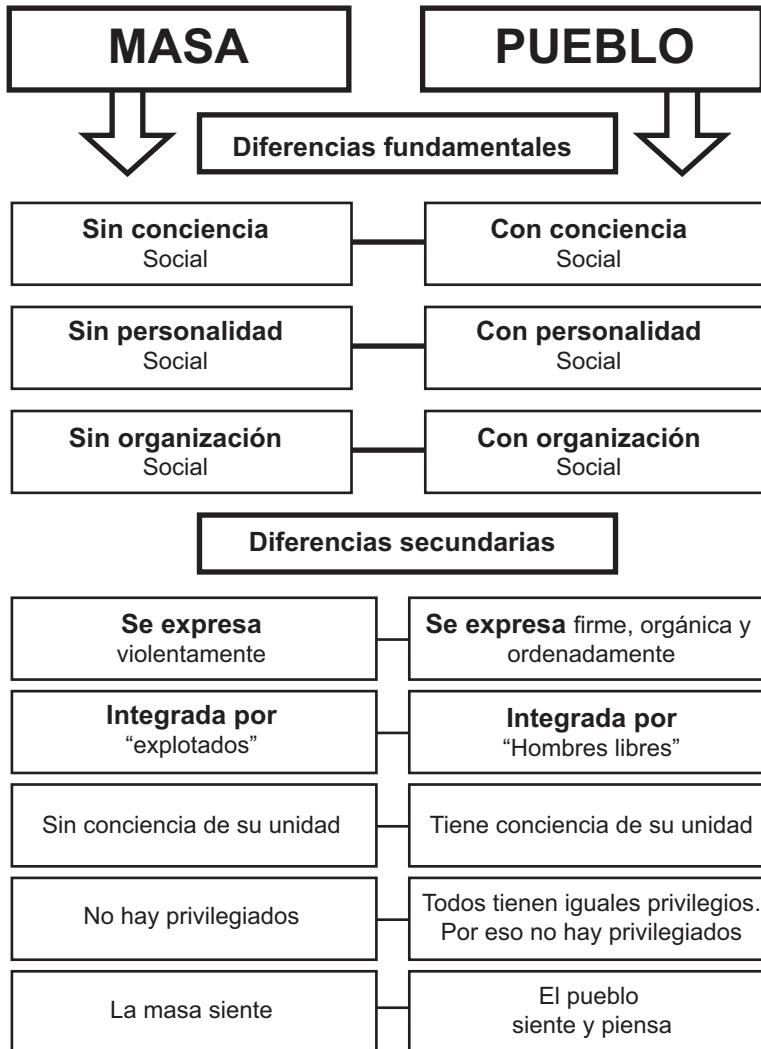 MASA
PUEBLO
Diferencias fundamentales
Sin conciencia
Social
Con conciencia
Social
Sin personalidad
Social
Con personalidad
Social
Sin organización
Social
Con organización
Social
Diferencias secundarias
Se expresa
violentamente
Se expresa firme, orgánica y
ordenadamente
Integrada por
“explotados”
Integrada por
“Hombres libres”
Sin conciencia de su unidad
Tiene conciencia de su unidad
No hay privilegiados
Todos tienen iguales privilegios.
Por eso no hay privilegiados
La masa siente
El pueblo
siente y piensa